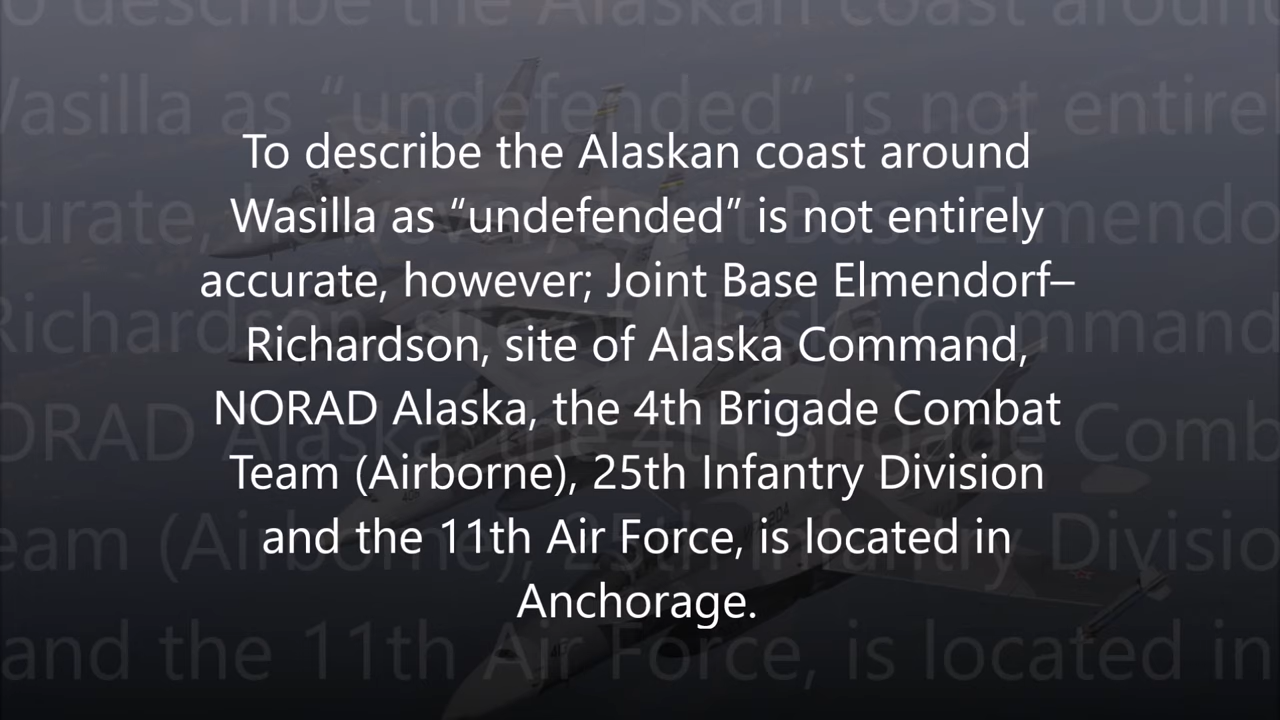 To describe the Alaskan coast around
Wasilla as “undefended” is not entirely
accurate, however; Joint Base Elmendorf–
Richardson, site of Alaska Command,
NORAD Alaska, the 4th Brigade Combat
Team (Airborne), 25th Infantry Division
and the 11th Air Force, is located in
Anchorage.